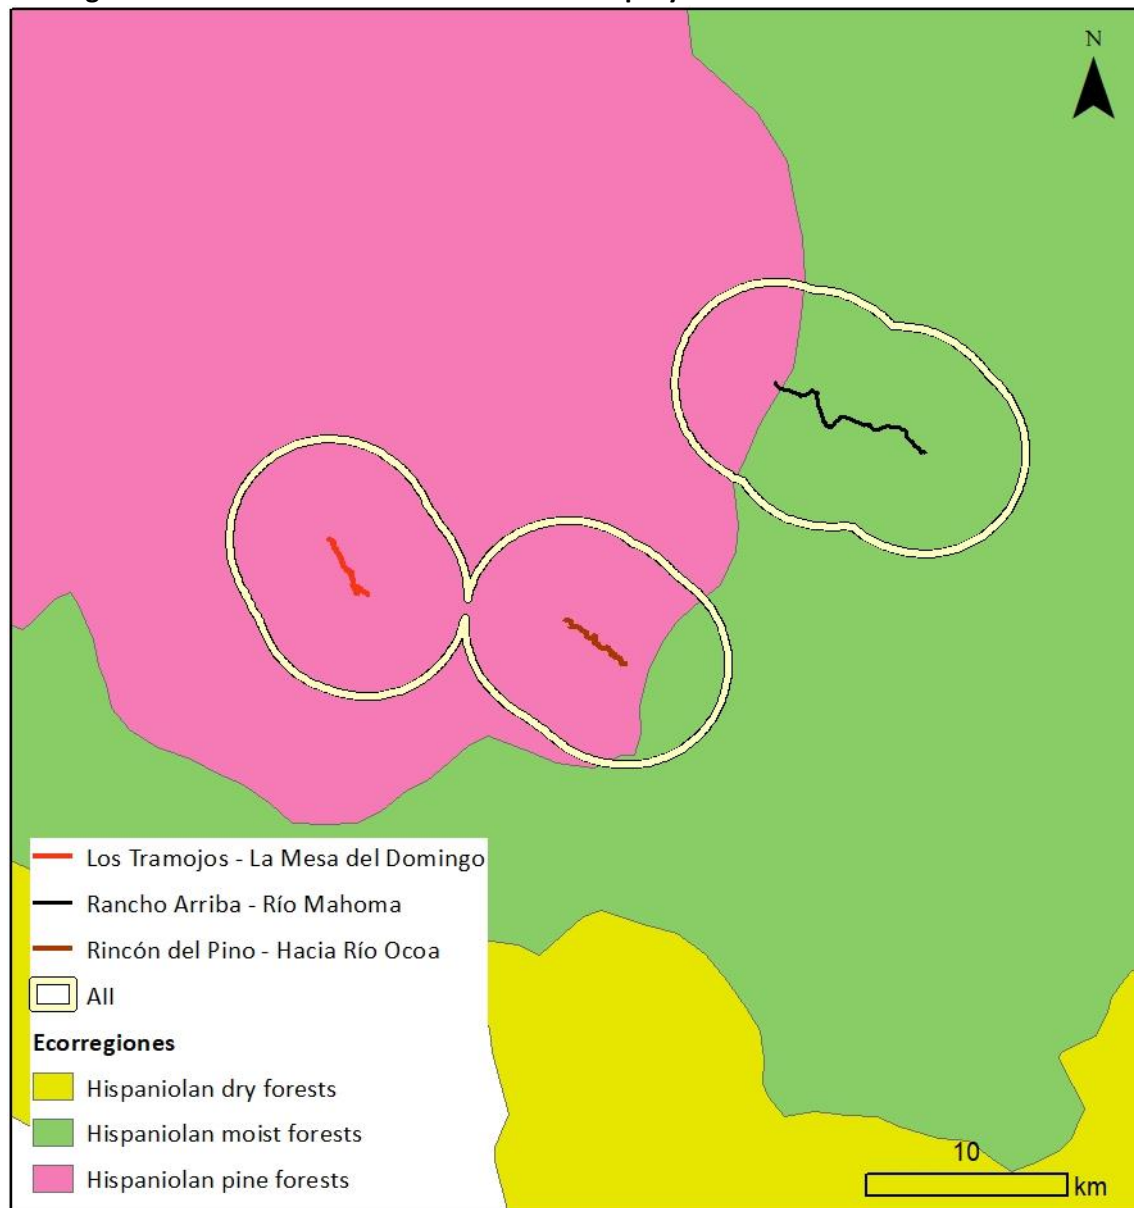 N
Los Tramojos - La Mesa del Domingo
Rancho Arriba - Río Mahoma
Rincón del Pino - Hacia Río Ocoa
AII
Ecorregiones
Hispaniolan dry forests
Hispaniolan moist forests
Hispaniolan pine forests
10
km